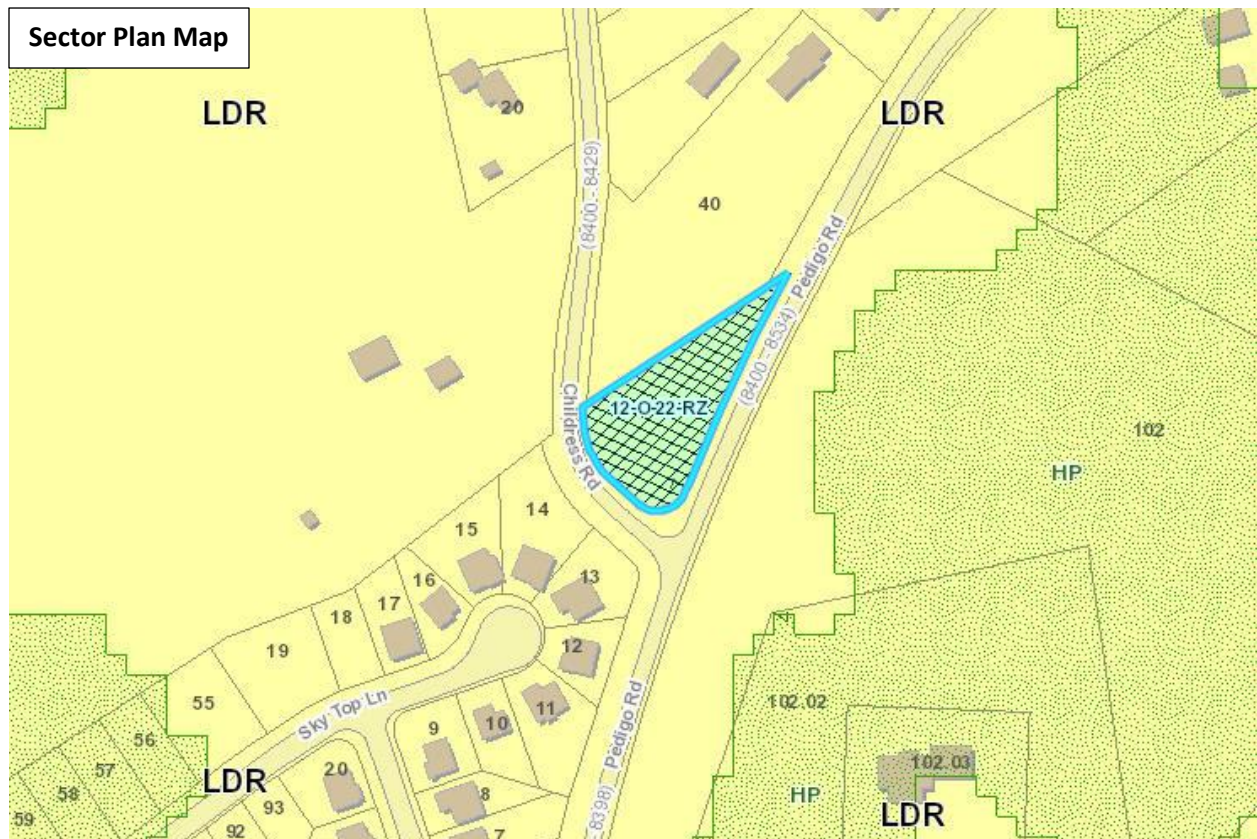 Sector Plan Map
LDR
LDR
20
(8400 - 8429)
40
Pedigo Rd
(8400 - 8534)
12-O-22-RZ
Childress Rd
102
HP
14
15
13
16
17
18
12
19
102.02
55
Sky Top Ln
11
10
56
9
Pedigo Rd
57
102.03
LDR
20
58
8
HP
LDR
93
59
92
7
8398)